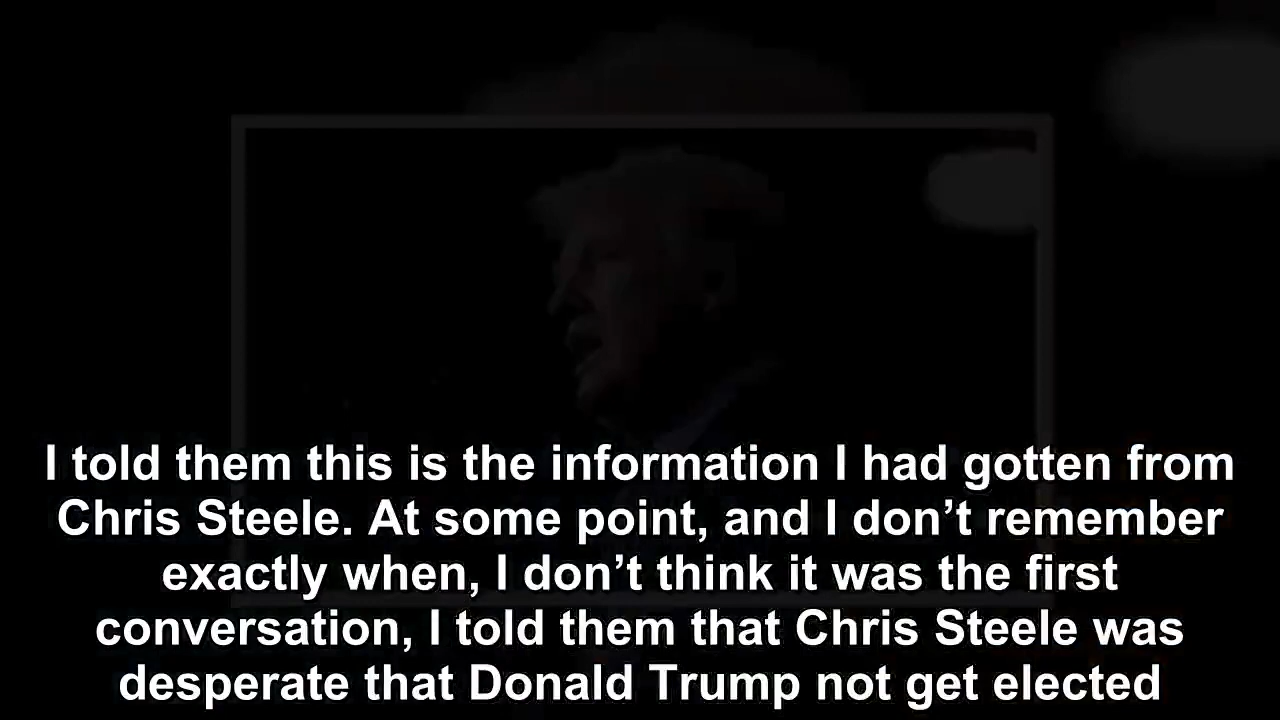 I told them this is the information I had gotten from
Chris Steele. At some point, and I don’t remember
exactly when, I don’t think it was the first
conversation, I told them that Chris Steele was
desperate that Donald Trump not get elected